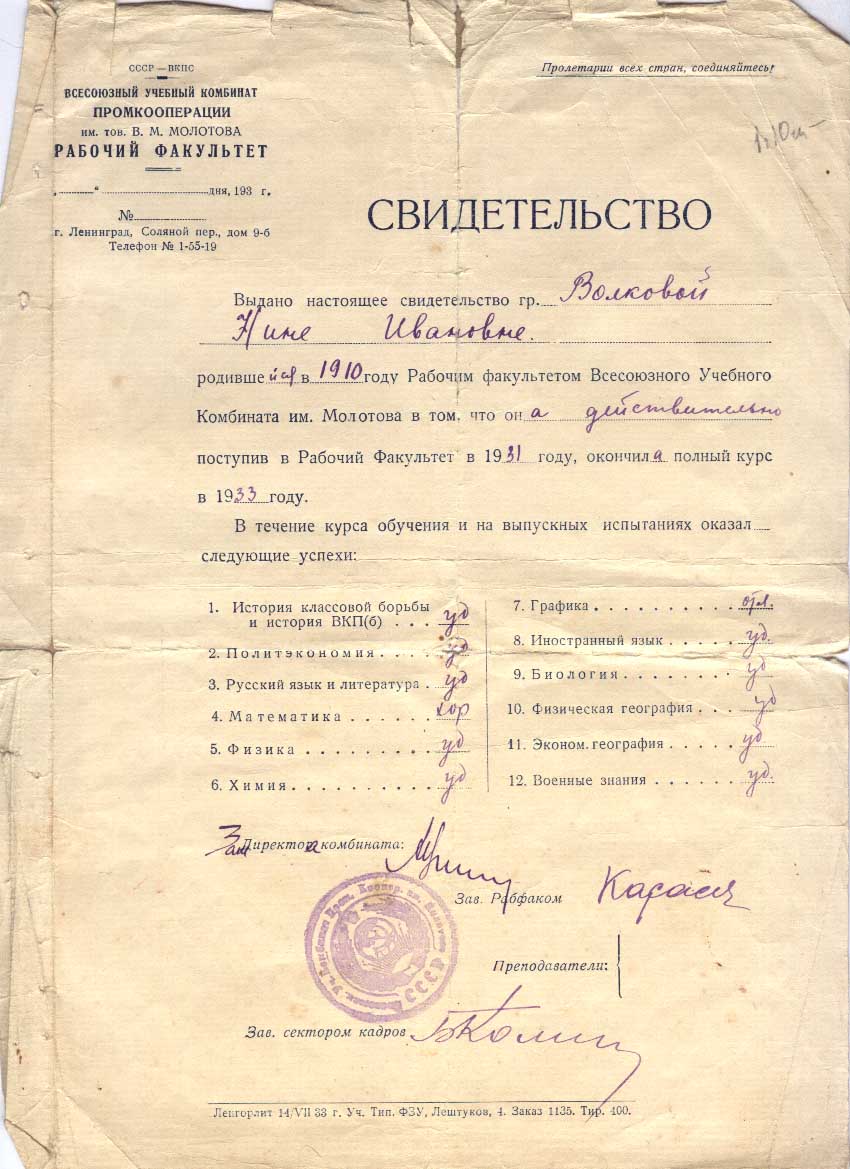 СССР — ВКПС
ВСЕСОЮЗНЫЙ УЧЕБНЫЙ КОМБИНАТ
ПРОМКООПЕРАЦИИ
им. тов. В. М. МОЛОТОВА
РАБОЧИЙ ФАКУЛЬТЕТ
„ “ дня, 193 г.
№
г. Ленинград, Соляной пер., дом 9-б
Телефон № 1-55-19
Пролетарии всех стран, соединяйтесь!
СВИДЕТЕЛЬСТВО
Выдано настоящее свидетельство гр. Волковой
Нине Ивановне.
родившейся в 1910 году Рабочим факультетом Всесоюзного Учебного
Комбината им. Молотова в том, что она действительно
поступив в Рабочий Факультет в 1931 году, окончила полный курс
в 1933 году.
В течение курса обучения и на выпускных испытаниях оказал
следующие успехи:
1. История классовой борьбы
и история ВКП(б) . . . уд
2. Политэкономия . . . . уд
3. Русский язык и литература . уд
4. Математика . . . . . . хор
5. Физика . . . . . . . . . уд
6. Химия . . . . . . . . . . уд
7. Графика . . . . . . . . . . отл.
8. Иностранный язык . . . . . уд.
9. Биология . . . . . . . . уд
10. Физическая география . . . уд
11. Эконом. география . . . . . уд
12. Военные знания . . . . . . уд.
Зам Директора комбината:
Зав. Рабфаком
Преподаватели:
СССР
Зав. сектором кадров
Ленгорлит 14/VII 33 г. Уч. Тип. ФЗУ, Лештуков, 4. Заказ 1135. Тир. 400.